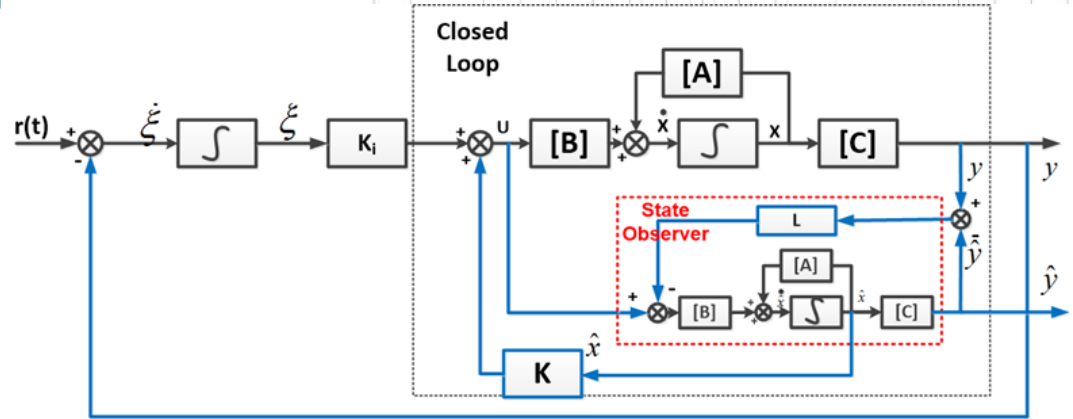 Closed
Loop
[A]
r(t)
+
-
ξ̇
∫
ξ
Kᵢ
+
+
U
[B]
+
+
ẋ
∫
x
[C]
y
y
State
Observer
L
+
-
ŷ
[A]
+
-
[B]
+
+
x̂̇
∫
x̂
[C]
ŷ
K
x̂